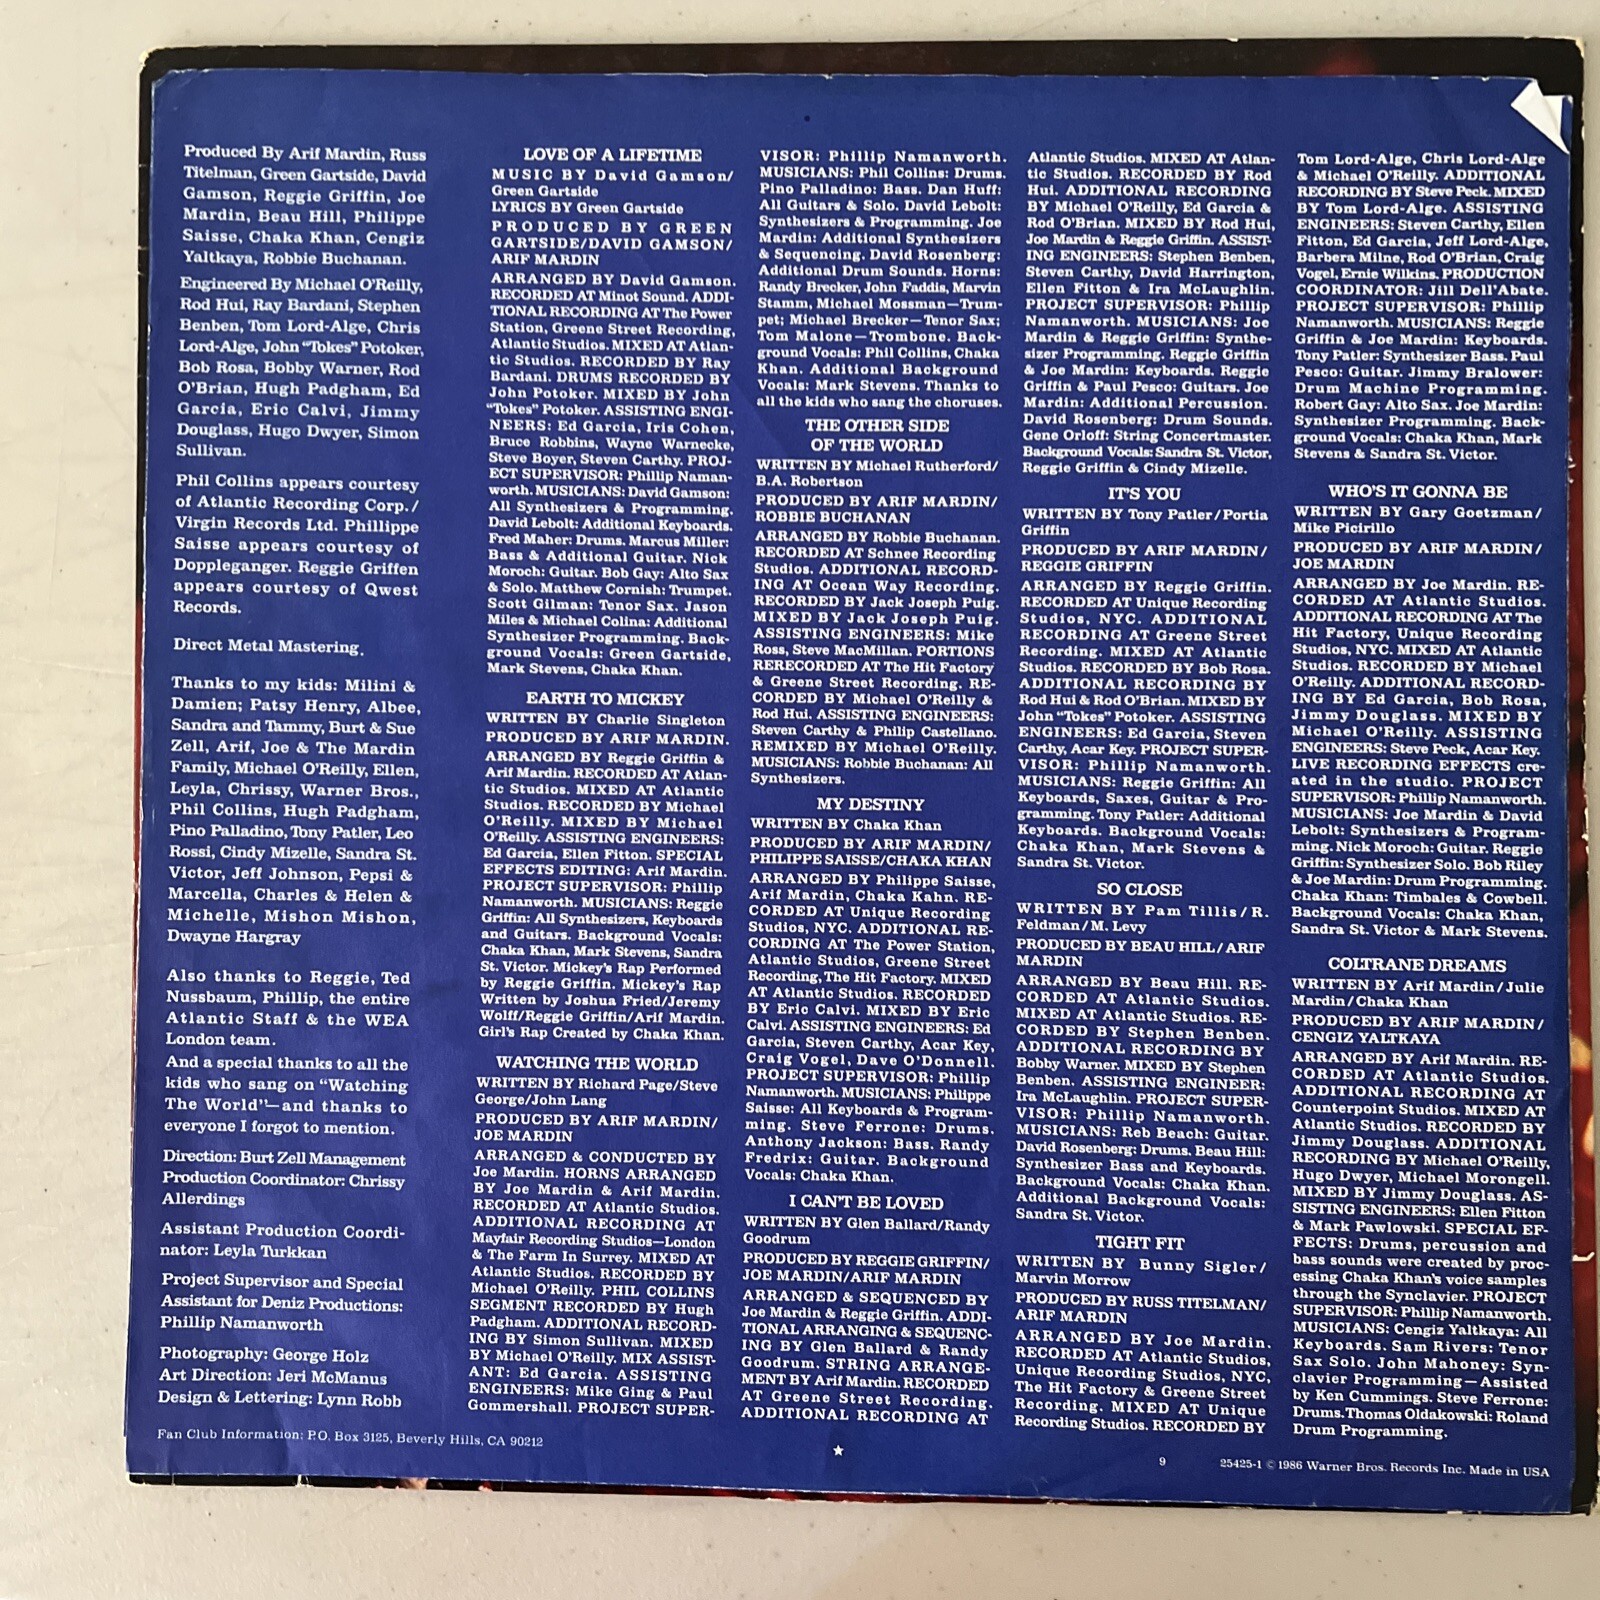 Produced By Arif Mardin, Russ
Titelman, Green Gartside, David
Gamson, Reggie Griffin, Joe
Mardin, Beau Hill, Philippe
Saisse, Chaka Khan, Cengiz
Yaltkaya, Robbie Buchanan.
Engineered By Michael O'Reilly,
Rod Hui, Ray Bardani, Stephen
Benben, Tom Lord-Alge, Chris
Lord-Alge, John "Tokes" Potoker,
Bob Rosa, Bobby Warner, Rod
O'Brian, Hugh Padgham, Ed
Garcia, Eric Calvi, Jimmy
Douglass, Hugo Dwyer, Simon
Sullivan.
Phil Collins appears courtesy
of Atlantic Recording Corp./
Virgin Records Ltd. Phillippe
Saisse appears courtesy of
Doppleganger. Reggie Griffen
appears courtesy of Qwest
Records.
Direct Metal Mastering.
Thanks to my kids: Milini &
Damien; Patsy Henry, Albee,
Sandra and Tammy, Burt & Sue
Zell, Arif, Joe & The Mardin
Family, Michael O'Reilly, Ellen,
Leyla, Chrissy, Warner Bros.,
Phil Collins, Hugh Padgham,
Pino Palladino, Tony Patler, Leo
Rossi, Cindy Mizelle, Sandra St.
Victor, Jeff Johnson, Pepsi &
Marcella, Charles & Helen &
Michelle, Mishon Mishon,
Dwayne Hargray
Also thanks to Reggie, Ted
Nussbaum, Phillip, the entire
Atlantic Staff & the WEA
London team.
And a special thanks to all the
kids who sang on "Watching
The World"—and thanks to
everyone I forgot to mention.
Direction: Burt Zell Management
Production Coordinator: Chrissy
Allerdings
Assistant Production Coordi-
nator: Leyla Turkkan
Project Supervisor and Special
Assistant for Deniz Productions:
Phillip Namanworth
Photography: George Holz
Art Direction: Jeri McManus
Design & Lettering: Lynn Robb
Fan Club Information: P.O. Box 3125, Beverly Hills, CA 90212
LOVE OF A LIFETIME
MUSIC BY David Gamson/
Green Gartside
LYRICS BY Green Gartside
PRODUCED BY GREEN
GARTSIDE/DAVID GAMSON/
ARIF MARDIN
ARRANGED BY David Gamson.
RECORDED AT Minot Sound. ADDI-
TIONAL RECORDING AT The Power
Station, Greene Street Recording,
Atlantic Studios. MIXED AT Atlan-
tic Studios. RECORDED BY Ray
Bardani. DRUMS RECORDED BY
John Potoker. MIXED BY John
"Tokes" Potoker. ASSISTING ENGI-
NEERS: Ed Garcia, Iris Cohen,
Bruce Robbins, Wayne Warnecke,
Steve Boyer, Steven Carthy. PROJ-
ECT SUPERVISOR: Phillip Naman-
worth. MUSICIANS: David Gamson:
All Synthesizers & Programming.
David Lebolt: Additional Keyboards.
Fred Maher: Drums. Marcus Miller:
Bass & Additional Guitar. Nick
Moroch: Guitar. Bob Gay: Alto Sax
& Solo. Matthew Cornish: Trumpet.
Scott Gilman: Tenor Sax. Jason
Miles & Michael Colina: Additional
Synthesizer Programming. Back-
ground Vocals: Green Gartside,
Mark Stevens, Chaka Khan.
EARTH TO MICKEY
WRITTEN BY Charlie Singleton
PRODUCED BY ARIF MARDIN.
ARRANGED BY Reggie Griffin &
Arif Mardin. RECORDED AT Atlan-
tic Studios. MIXED AT Atlantic
Studios. RECORDED BY Michael
O'Reilly. MIXED BY Michael
O'Reilly. ASSISTING ENGINEERS:
Ed Garcia, Ellen Fitton. SPECIAL
EFFECTS EDITING: Arif Mardin.
PROJECT SUPERVISOR: Phillip
Namanworth. MUSICIANS: Reggie
Griffin: All Synthesizers, Keyboards
and Guitars. Background Vocals:
Chaka Khan, Mark Stevens, Sandra
St. Victor. Mickey's Rap Performed
by Reggie Griffin. Mickey's Rap
Written by Joshua Fried/Jeremy
Wolff/Reggie Griffin/Arif Mardin.
Girl's Rap Created by Chaka Khan.
WATCHING THE WORLD
WRITTEN BY Richard Page/Steve
George/John Lang
PRODUCED BY ARIF MARDIN/
JOE MARDIN
ARRANGED & CONDUCTED BY
Joe Mardin. HORNS ARRANGED
BY Joe Mardin & Arif Mardin.
RECORDED AT Atlantic Studios.
ADDITIONAL RECORDING AT
Mayfair Recording Studios—London
& The Farm In Surrey. MIXED AT
Atlantic Studios. RECORDED BY
Michael O'Reilly. PHIL COLLINS
SEGMENT RECORDED BY Hugh
Padgham. ADDITIONAL RECORD-
ING BY Simon Sullivan. MIXED
BY Michael O'Reilly. MIX ASSIST-
ANT: Ed Garcia. ASSISTING
ENGINEERS: Mike Ging & Paul
Gommershall. PROJECT SUPER-
VISOR: Phillip Namanworth.
MUSICIANS: Phil Collins: Drums.
Pino Palladino: Bass. Dan Huff:
All Guitars & Solo. David Lebolt:
Synthesizers & Programming. Joe
Mardin: Additional Synthesizers
& Sequencing. David Rosenberg:
Additional Drum Sounds. Horns:
Randy Brecker, John Faddis, Marvin
Stamm, Michael Mossman—Trum-
pet; Michael Brecker—Tenor Sax;
Tom Malone—Trombone. Back-
ground Vocals: Phil Collins, Chaka
Khan. Additional Background
Vocals: Mark Stevens. Thanks to
all the kids who sang the choruses.
THE OTHER SIDE
OF THE WORLD
WRITTEN BY Michael Rutherford/
B.A. Robertson
PRODUCED BY ARIF MARDIN/
ROBBIE BUCHANAN
ARRANGED BY Robbie Buchanan.
RECORDED AT Schnee Recording
Studios. ADDITIONAL RECORD-
ING AT Ocean Way Recording.
RECORDED BY Jack Joseph Puig.
MIXED BY Jack Joseph Puig.
ASSISTING ENGINEERS: Mike
Ross, Steve MacMillan. PORTIONS
RERECORDED AT The Hit Factory
& Greene Street Recording. RE-
CORDED BY Michael O'Reilly &
Rod Hui. ASSISTING ENGINEERS:
Steven Carthy & Philip Castellano.
REMIXED BY Michael O'Reilly.
MUSICIANS: Robbie Buchanan: All
Synthesizers.
MY DESTINY
WRITTEN BY Chaka Khan
PRODUCED BY ARIF MARDIN/
PHILIPPE SAISSE/CHAKA KHAN
ARRANGED BY Philippe Saisse,
Arif Mardin, Chaka Kahn. RE-
CORDED AT Unique Recording
Studios, NYC. ADDITIONAL RE-
CORDING AT The Power Station,
Atlantic Studios, Greene Street
Recording, The Hit Factory. MIXED
AT Atlantic Studios. RECORDED
BY Eric Calvi. MIXED BY Eric
Calvi. ASSISTING ENGINEERS: Ed
Garcia, Steven Carthy, Acar Key,
Craig Vogel, Dave O'Donnell.
PROJECT SUPERVISOR: Phillip
Namanworth. MUSICIANS: Philippe
Saisse: All Keyboards & Program-
ming. Steve Ferrone: Drums.
Anthony Jackson: Bass. Randy
Fredrix: Guitar. Background
Vocals: Chaka Khan.
I CAN'T BE LOVED
WRITTEN BY Glen Ballard/Randy
Goodrum
PRODUCED BY REGGIE GRIFFIN/
JOE MARDIN/ARIF MARDIN
ARRANGED & SEQUENCED BY
Joe Mardin & Reggie Griffin. ADDI-
TIONAL ARRANGING & SEQUENC-
ING BY Glen Ballard & Randy
Goodrum. STRING ARRANGE-
MENT BY Arif Mardin. RECORDED
AT Greene Street Recording.
ADDITIONAL RECORDING AT
Atlantic Studios. MIXED AT Atlan-
tic Studios. RECORDED BY Rod
Hui. ADDITIONAL RECORDING
BY Michael O'Reilly, Ed Garcia &
Rod O'Brian. MIXED BY Rod Hui,
Joe Mardin & Reggie Griffin. ASSIST-
ING ENGINEERS: Stephen Benben,
Steven Carthy, David Harrington,
Ellen Fitton & Ira McLaughlin.
PROJECT SUPERVISOR: Phillip
Namanworth. MUSICIANS: Joe
Mardin & Reggie Griffin: Synthe-
sizer Programming. Reggie Griffin
& Joe Mardin: Keyboards. Reggie
Griffin & Paul Pesco: Guitars. Joe
Mardin: Additional Percussion.
David Rosenberg: Drum Sounds.
Gene Orloff: String Concertmaster.
Background Vocals: Sandra St. Victor,
Reggie Griffin & Cindy Mizelle.
IT'S YOU
WRITTEN BY Tony Patler/Portia
Griffin
PRODUCED BY ARIF MARDIN/
REGGIE GRIFFIN
ARRANGED BY Reggie Griffin.
RECORDED AT Unique Recording
Studios, NYC. ADDITIONAL
RECORDING AT Greene Street
Recording. MIXED AT Atlantic
Studios. RECORDED BY Bob Rosa.
ADDITIONAL RECORDING BY
Rod Hui & Rod O'Brian. MIXED BY
John "Tokes" Potoker. ASSISTING
ENGINEERS: Ed Garcia, Steven
Carthy, Acar Key. PROJECT SUPER-
VISOR: Phillip Namanworth.
MUSICIANS: Reggie Griffin: All
Keyboards, Saxes, Guitar & Pro-
gramming. Tony Patler: Additional
Keyboards. Background Vocals:
Chaka Khan, Mark Stevens &
Sandra St. Victor.
SO CLOSE
WRITTEN BY Pam Tillis/R.
Feldman/M. Levy
PRODUCED BY BEAU HILL/ARIF
MARDIN
ARRANGED BY Beau Hill. RE-
CORDED AT Atlantic Studios.
MIXED AT Atlantic Studios. RE-
CORDED BY Stephen Benben.
ADDITIONAL RECORDING BY
Bobby Warner. MIXED BY Stephen
Benben. ASSISTING ENGINEER:
Ira McLaughlin. PROJECT SUPER-
VISOR: Phillip Namanworth.
MUSICIANS: Reb Beach: Guitar.
David Rosenberg: Drums. Beau Hill:
Synthesizer Bass and Keyboards.
Background Vocals: Chaka Khan.
Additional Background Vocals:
Sandra St. Victor.
TIGHT FIT
WRITTEN BY Bunny Sigler/
Marvin Morrow
PRODUCED BY RUSS TITELMAN/
ARIF MARDIN
ARRANGED BY Joe Mardin.
RECORDED AT Atlantic Studios,
Unique Recording Studios, NYC,
The Hit Factory & Greene Street
Recording. MIXED AT Unique
Recording Studios. RECORDED BY
Tom Lord-Alge, Chris Lord-Alge
& Michael O'Reilly. ADDITIONAL
RECORDING BY Steve Peck. MIXED
BY Tom Lord-Alge. ASSISTING
ENGINEERS: Steven Carthy, Ellen
Fitton, Ed Garcia, Jeff Lord-Alge,
Barbera Milne, Rod O'Brian, Craig
Vogel, Ernie Wilkins. PRODUCTION
COORDINATOR: Jill Dell'Abate.
PROJECT SUPERVISOR: Phillip
Namanworth. MUSICIANS: Reggie
Griffin & Joe Mardin: Keyboards.
Tony Patler: Synthesizer Bass. Paul
Pesco: Guitar. Jimmy Bralower:
Drum Machine Programming.
Robert Gay: Alto Sax. Joe Mardin:
Synthesizer Programming. Back-
ground Vocals: Chaka Khan, Mark
Stevens & Sandra St. Victor.
WHO'S IT GONNA BE
WRITTEN BY Gary Goetzman/
Mike Picirillo
PRODUCED BY ARIF MARDIN/
JOE MARDIN
ARRANGED BY Joe Mardin. RE-
CORDED AT Atlantic Studios.
ADDITIONAL RECORDING AT The
Hit Factory, Unique Recording
Studios, NYC. MIXED AT Atlantic
Studios. RECORDED BY Michael
O'Reilly. ADDITIONAL RECORD-
ING BY Ed Garcia, Bob Rosa,
Jimmy Douglass. MIXED BY
Michael O'Reilly. ASSISTING
ENGINEERS: Steve Peck, Acar Key.
LIVE RECORDING EFFECTS cre-
ated in the studio. PROJECT
SUPERVISOR: Phillip Namanworth.
MUSICIANS: Joe Mardin & David
Lebolt: Synthesizers & Program-
ming. Nick Moroch: Guitar. Reggie
Griffin: Synthesizer Solo. Bob Riley
& Joe Mardin: Drum Programming.
Chaka Khan: Timbales & Cowbell.
Background Vocals: Chaka Khan,
Sandra St. Victor & Mark Stevens.
COLTRANE DREAMS
WRITTEN BY Arif Mardin/Julie
Mardin/Chaka Khan
PRODUCED BY ARIF MARDIN/
CENGIZ YALTKAYA
ARRANGED BY Arif Mardin. RE-
CORDED AT Atlantic Studios.
ADDITIONAL RECORDING AT
Counterpoint Studios. MIXED AT
Atlantic Studios. RECORDED BY
Jimmy Douglass. ADDITIONAL
RECORDING BY Michael O'Reilly,
Hugo Dwyer, Michael Morongell.
MIXED BY Jimmy Douglass. AS-
SISTING ENGINEERS: Ellen Fitton
& Mark Pawlowski. SPECIAL EF-
FECTS: Drums, percussion and
bass sounds were created by proc-
essing Chaka Khan's voice samples
through the Synclavier. PROJECT
SUPERVISOR: Phillip Namanworth.
MUSICIANS: Cengiz Yaltkaya: All
Keyboards. Sam Rivers: Tenor
Sax Solo. John Mahoney: Syn-
clavier Programming—Assisted
by Ken Cummings. Steve Ferrone:
Drums. Thomas Oldakowski: Roland
Drum Programming.
9
25425-1 © 1986 Warner Bros. Records Inc. Made in USA